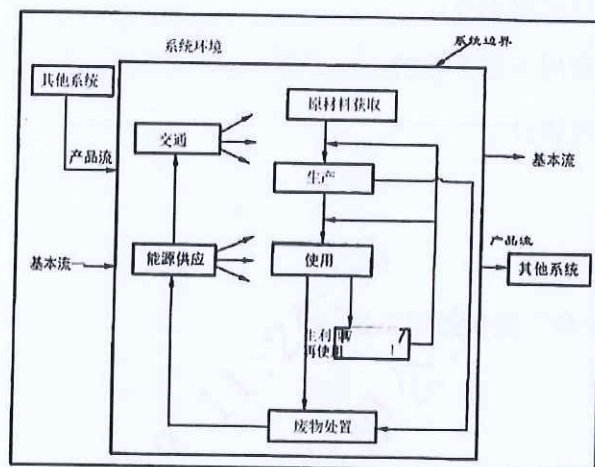 系统环境
系统边界
其他系统
原材料获取
交通
产品流
基本流
生产
产品流
基本流
能源供应
使用
其他系统
再使用
废物处置